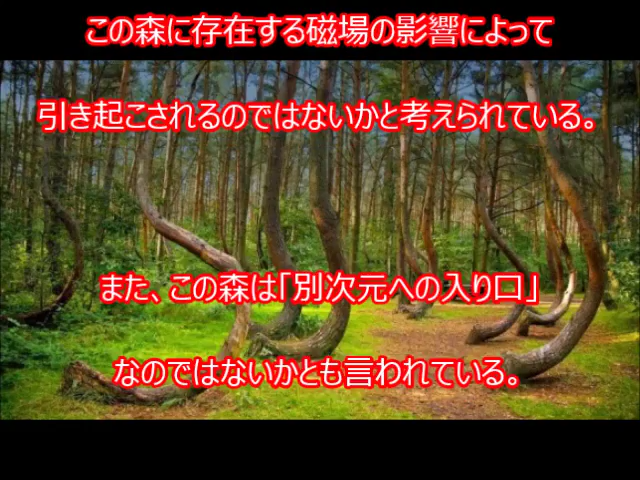 この森に存在する磁場の影響によって
引き起こされるのではないかと考えられている。
また、この森は「別次元への入り口」
なのではないかとも言われている。